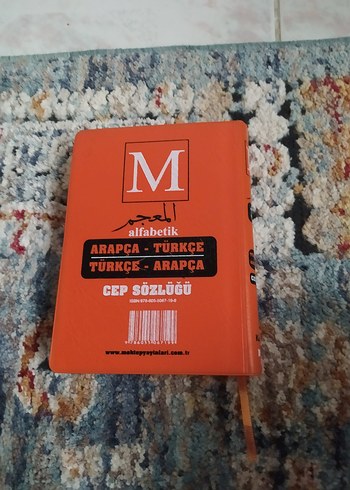 M
المعجم
alfabetik
ARAPÇA - TÜRKÇE
TÜRKÇE - ARAPÇA
CEP SÖZLÜĞÜ
www.mektupyayinlari.com.tr